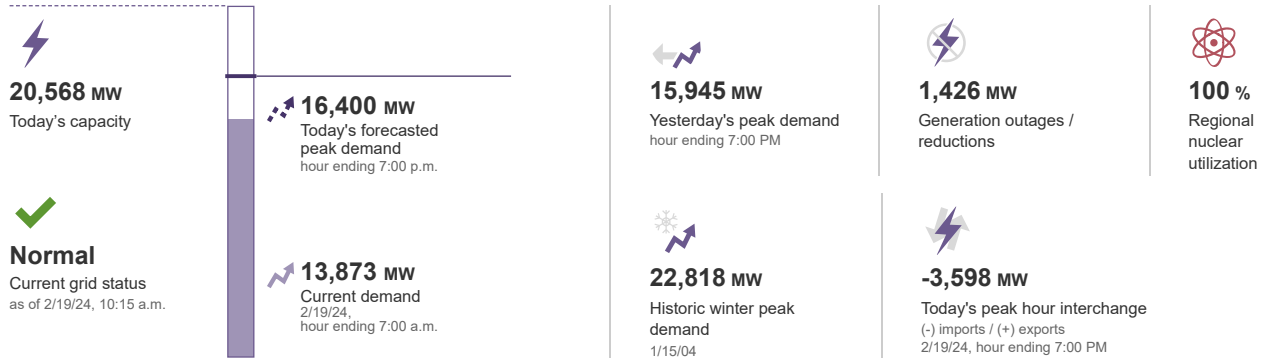 20,568 MW
Today's capacity
Normal
Current grid status
as of 2/19/24, 10:15 a.m.
16,400 MW
Today's forecasted
peak demand
hour ending 7:00 p.m.
13,873 MW
Current demand
2/19/24,
hour ending 7:00 a.m.
15,945 MW
Yesterday's peak demand
hour ending 7:00 PM
1,426 MW
Generation outages /
reductions
100 %
Regional
nuclear
utilization
22,818 MW
Historic winter peak
demand
1/15/04
-3,598 MW
Today's peak hour interchange
(-) imports / (+) exports
2/19/24, hour ending 7:00 PM